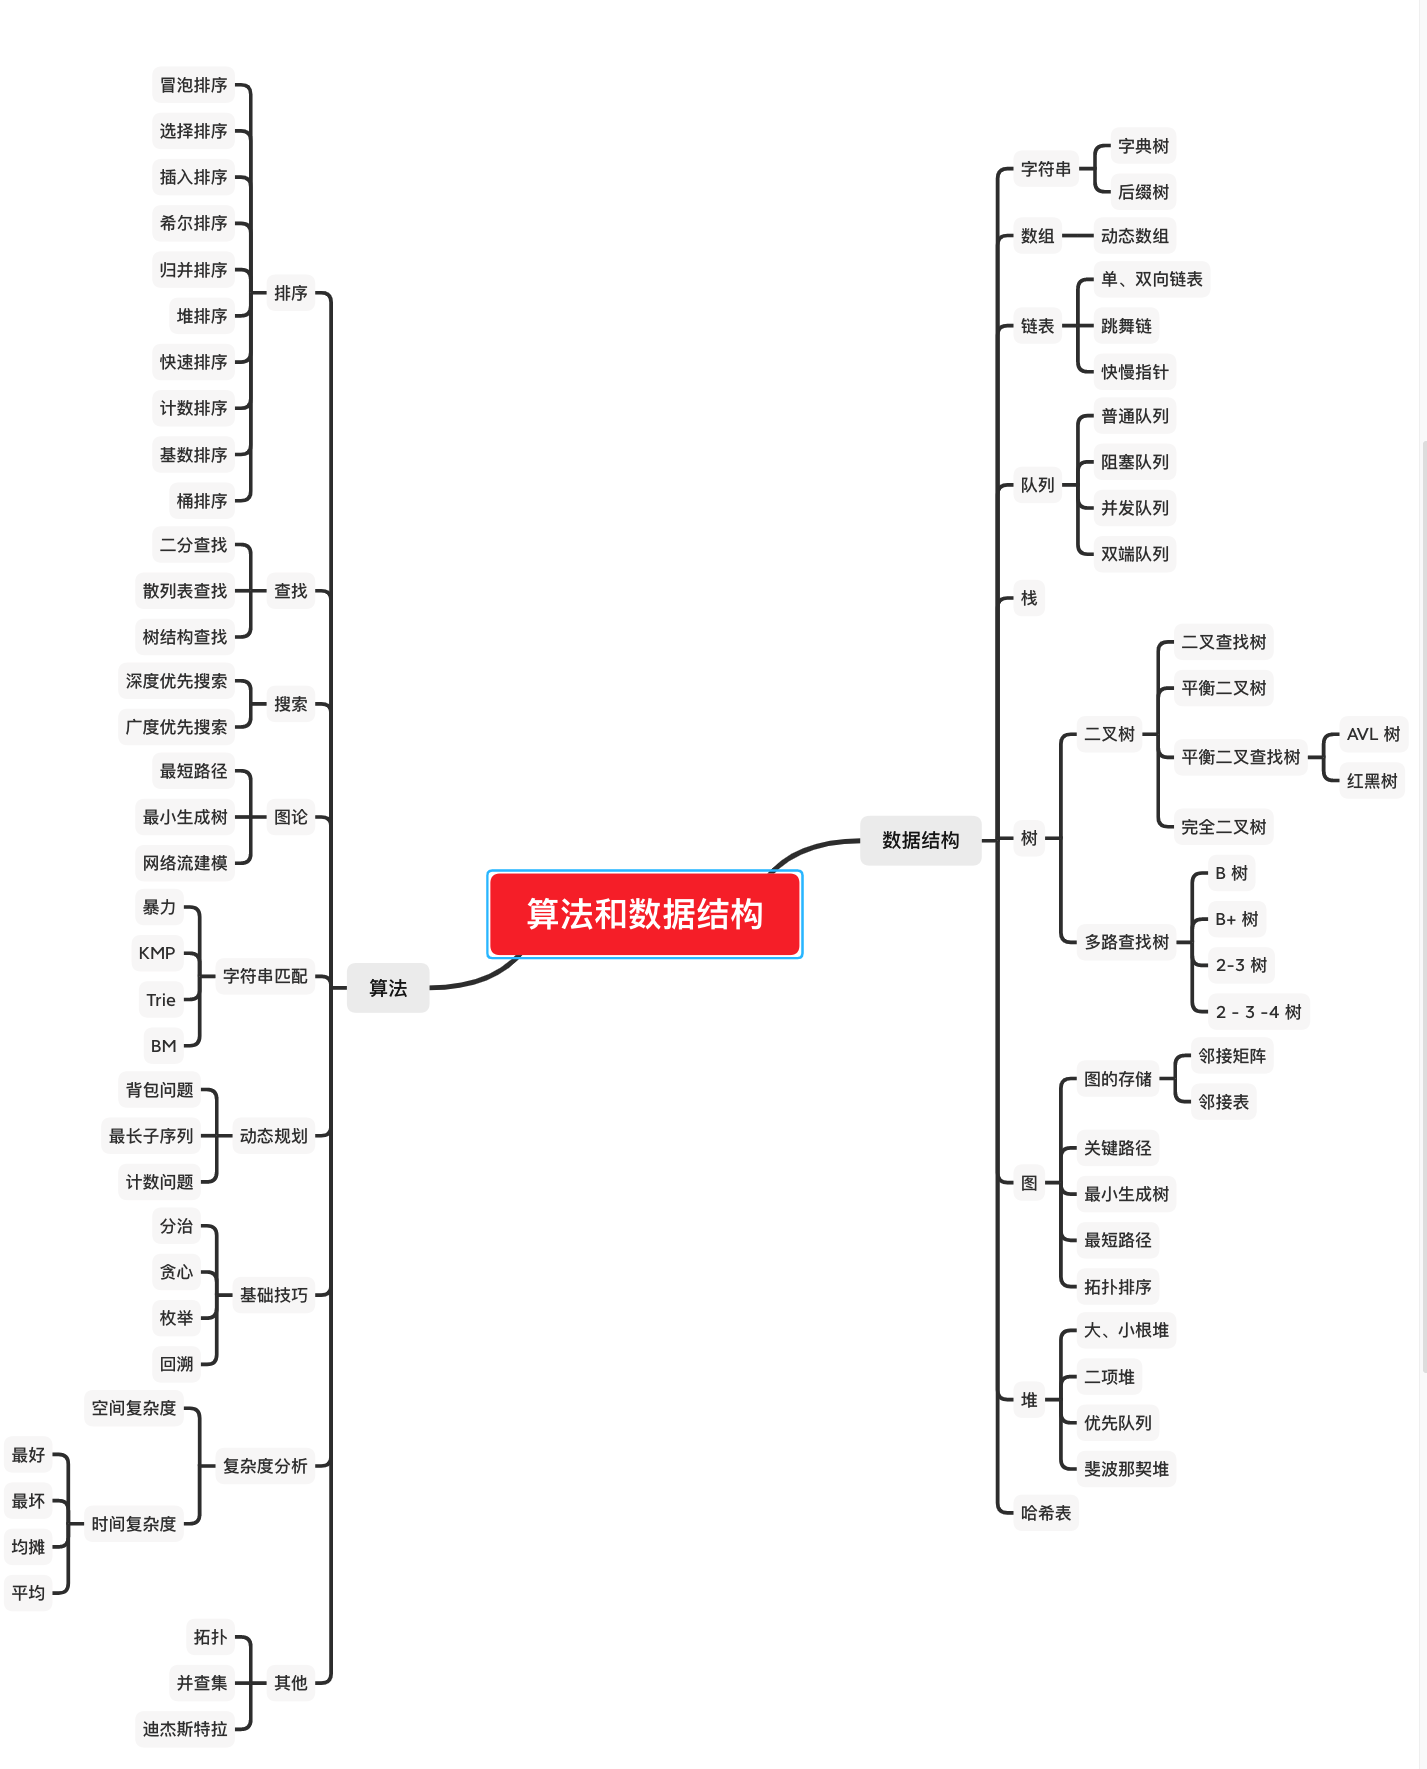 算法和数据结构
数据结构
字符串
字典树
后缀树
数组
动态数组
链表
单、双向链表
跳舞链
快慢指针
队列
普通队列
阻塞队列
并发队列
双端队列
栈
树
二叉树
二叉查找树
平衡二叉树
平衡二叉查找树
AVL 树
红黑树
完全二叉树
多路查找树
B 树
B+ 树
2-3 树
2 - 3 -4 树
图
图的存储
邻接矩阵
邻接表
关键路径
最小生成树
最短路径
拓扑排序
堆
大、小根堆
二项堆
优先队列
斐波那契堆
哈希表
算法
排序
冒泡排序
选择排序
插入排序
希尔排序
归并排序
堆排序
快速排序
计数排序
基数排序
桶排序
查找
二分查找
散列表查找
树结构查找
搜索
深度优先搜索
广度优先搜索
图论
最短路径
最小生成树
网络流建模
字符串匹配
暴力
KMP
Trie
BM
动态规划
背包问题
最长子序列
计数问题
基础技巧
分治
贪心
枚举
回溯
复杂度分析
空间复杂度
时间复杂度
最好
最坏
均摊
平均
其他
拓扑
并查集
迪杰斯特拉